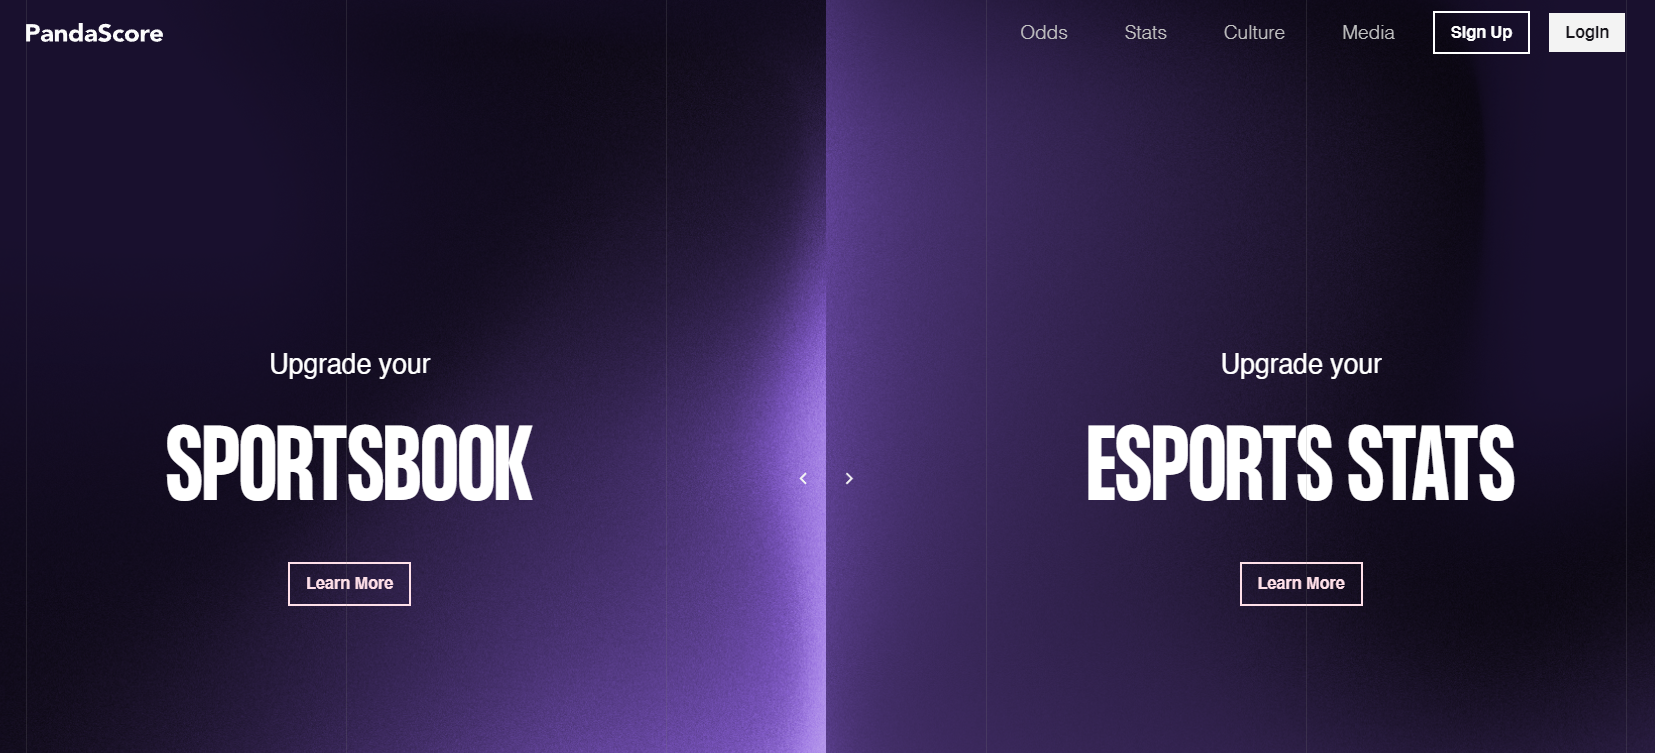 PandaScore
Odds
Stats
Culture
Media
Sign Up
Login
Upgrade your
SPORTSBOOK
Learn More
Upgrade your
ESPORTS STATS
Learn More